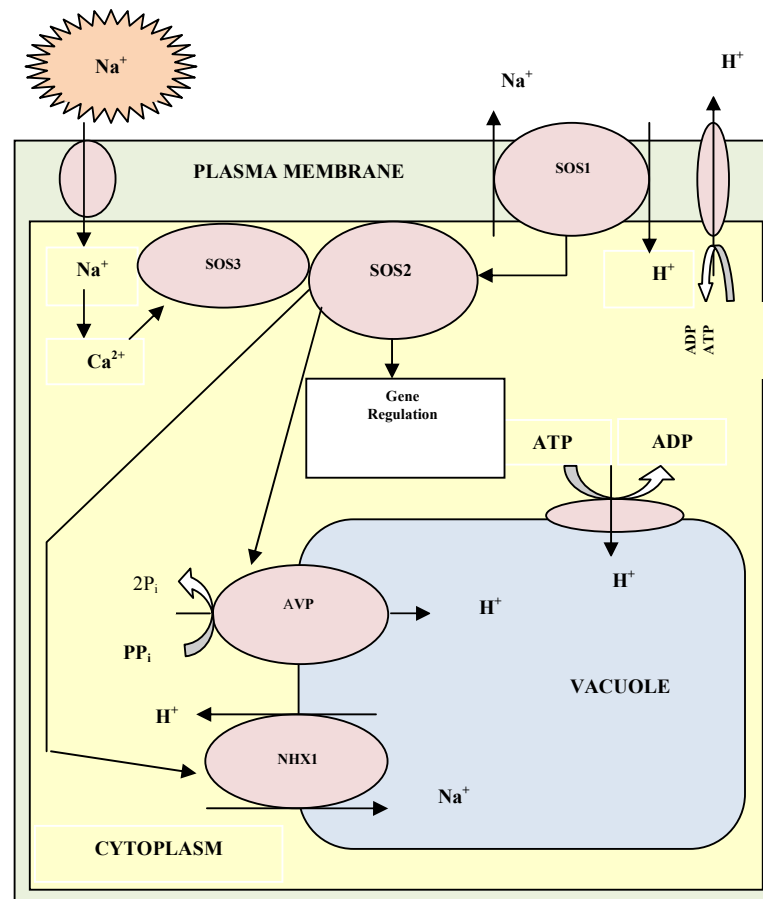 Na⁺
Na⁺
H⁺
PLASMA MEMBRANE
SOS1
SOS3
SOS2
Na⁺
H⁺
Ca²⁺
ADP
ATP
Gene
Regulation
ATP
ADP
2Pᵢ
AVP
H⁺
H⁺
PPᵢ
VACUOLE
H⁺
NHX1
Na⁺
CYTOPLASM